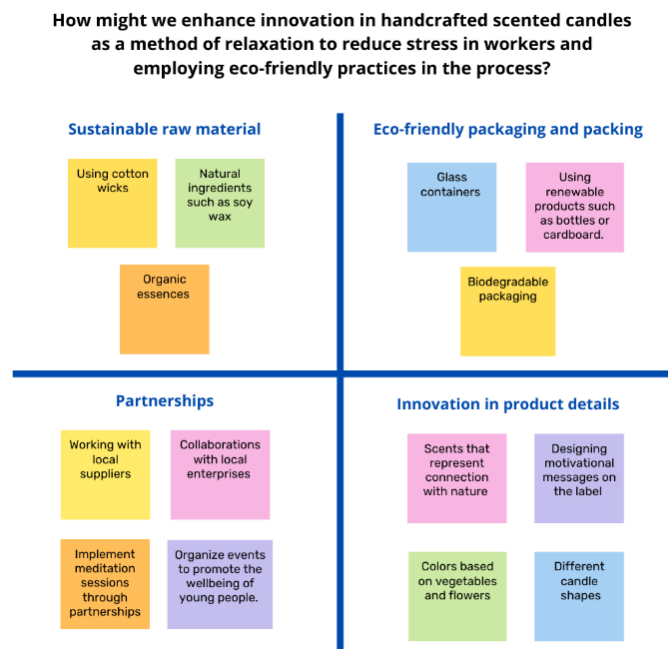 How might we enhance innovation in handcrafted scented candles
as a method of relaxation to reduce stress in workers and
employing eco-friendly practices in the process?
Sustainable raw material
Using cotton
wicks
Natural
ingredients
such as soy
wax
Organic
essences
Eco-friendly packaging and packing
Glass
containers
Using
renewable
products such
as bottles or
cardboard.
Biodegradable
packaging
Partnerships
Working with
local
suppliers
Collaborations
with local
enterprises
Implement
meditation
sessions
through
partnerships
Organize events
to promote the
wellbeing of
young people.
Innovation in product details
Scents that
represent
connection
with nature
Designing
motivational
messages on
the label
Colors based
on vegetables
and flowers
Different
candle
shapes